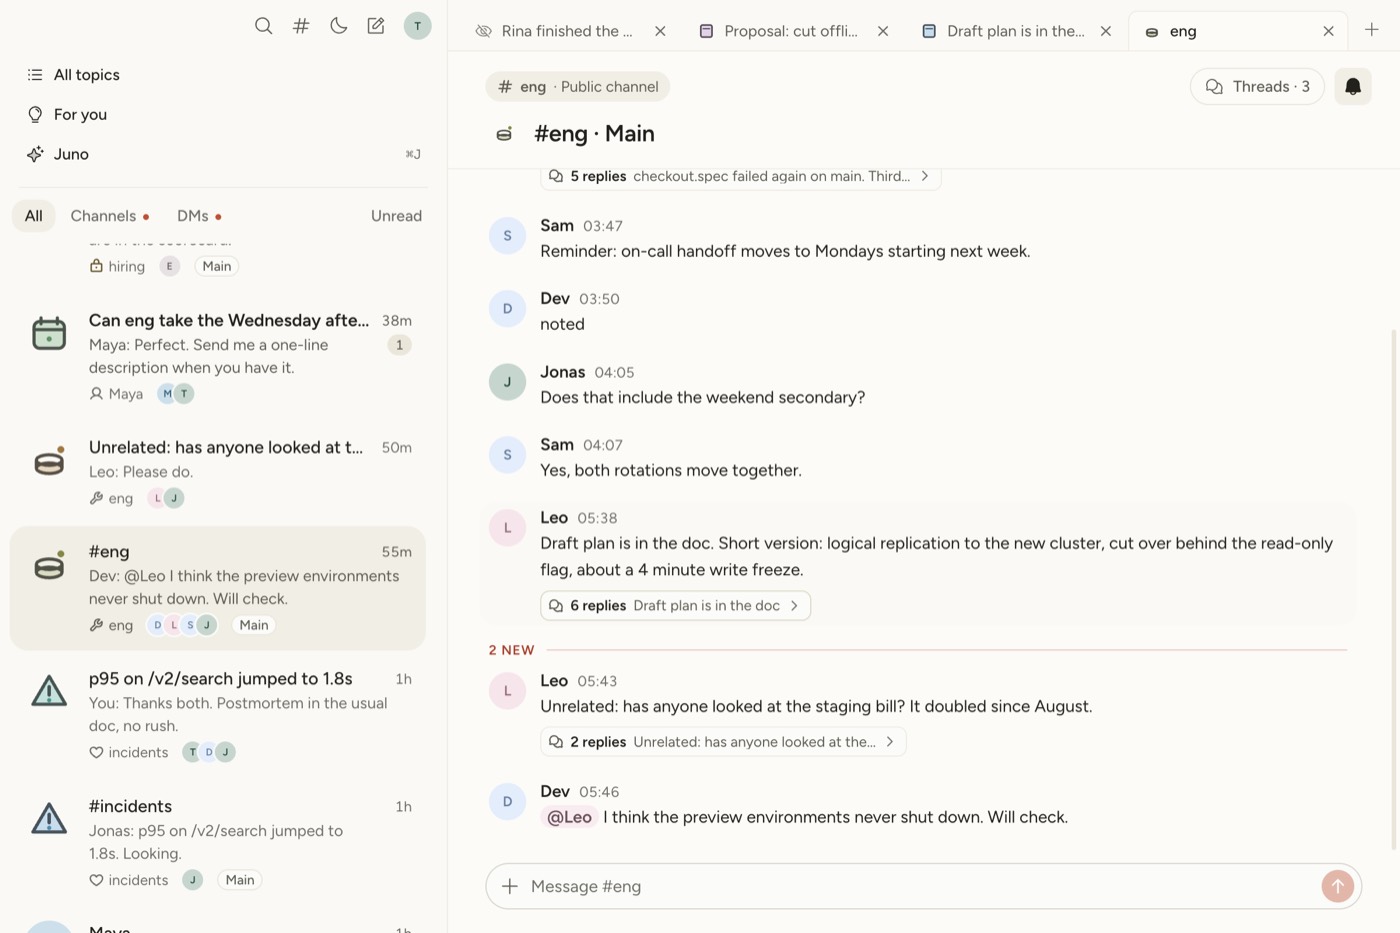 T
All topics
For you
Juno
⌘J
All
Channels
DMs
Unread
hiring
E
Main
Can eng take the Wednesday afte...
38m
Maya: Perfect. Send me a one-line
1
description when you have it.
Maya
M
T
Unrelated: has anyone looked at t...
50m
Leo: Please do.
eng
L
J
#eng
55m
Dev: @Leo I think the preview environments
never shut down. Will check.
eng
D
L
S
J
Main
p95 on /v2/search jumped to 1.8s
1h
You: Thanks both. Postmortem in the usual
doc, no rush.
incidents
T
D
J
#incidents
1h
Jonas: p95 on /v2/search jumped to
1.8s. Looking.
incidents
J
Main
Maya
1h
Rina finished the ...
Proposal: cut offli...
Draft plan is in the...
eng
# eng · Public channel
Threads · 3
#eng · Main
5 replies checkout.spec failed again on main. Third...
S
Sam 03:47
Reminder: on-call handoff moves to Mondays starting next week.
D
Dev 03:50
noted
J
Jonas 04:05
Does that include the weekend secondary?
S
Sam 04:07
Yes, both rotations move together.
L
Leo 05:38
Draft plan is in the doc. Short version: logical replication to the new cluster, cut over behind the read-only
flag, about a 4 minute write freeze.
6 replies Draft plan is in the doc
2 NEW
L
Leo 05:43
Unrelated: has anyone looked at the staging bill? It doubled since August.
2 replies Unrelated: has anyone looked at the...
D
Dev 05:46
@Leo I think the preview environments never shut down. Will check.
Message #eng